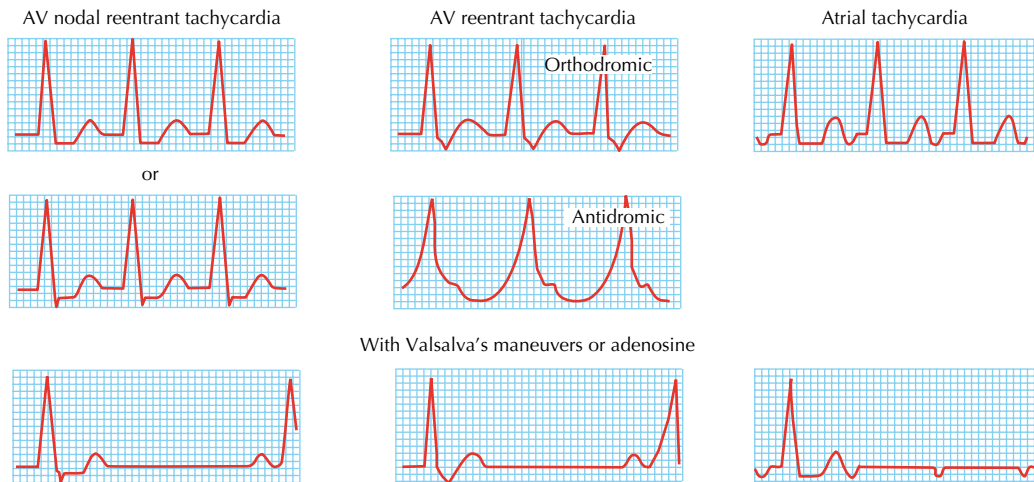 AV nodal reentrant tachycardia
AV reentrant tachycardia
Atrial tachycardia
Orthodromic
or
Antidromic
With Valsalva’s maneuvers or adenosine